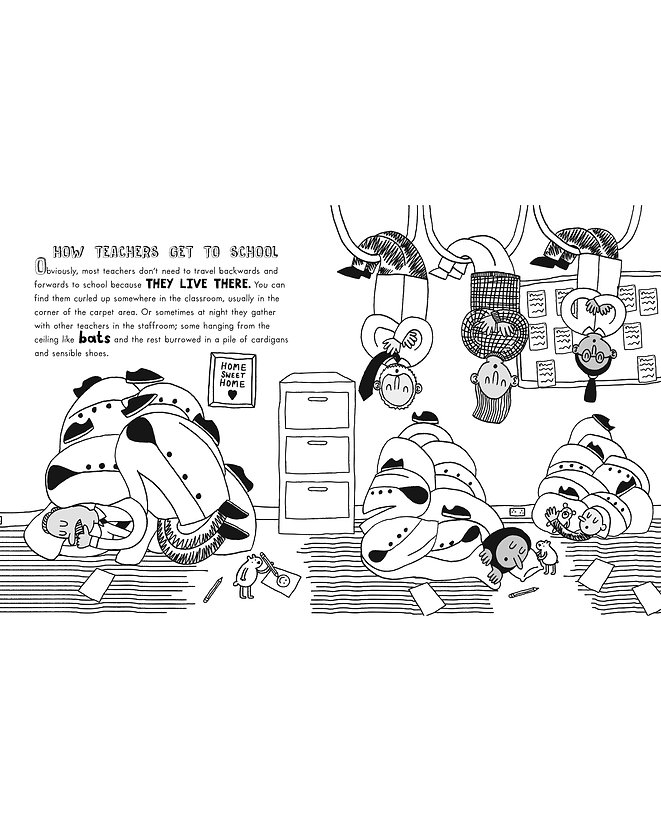 HOW TEACHERS GET TO SCHOOL
Obviously, most teachers don't need to travel backwards and
forwards to school because THEY LIVE THERE. You can
find them curled up somewhere in the classroom, usually in the
corner of the carpet area. Or sometimes at night they gather
with other teachers in the staffroom; some hanging from the
ceiling like bats and the rest burrowed in a pile of cardigans
and sensible shoes.
HOME
SWEET
HOME